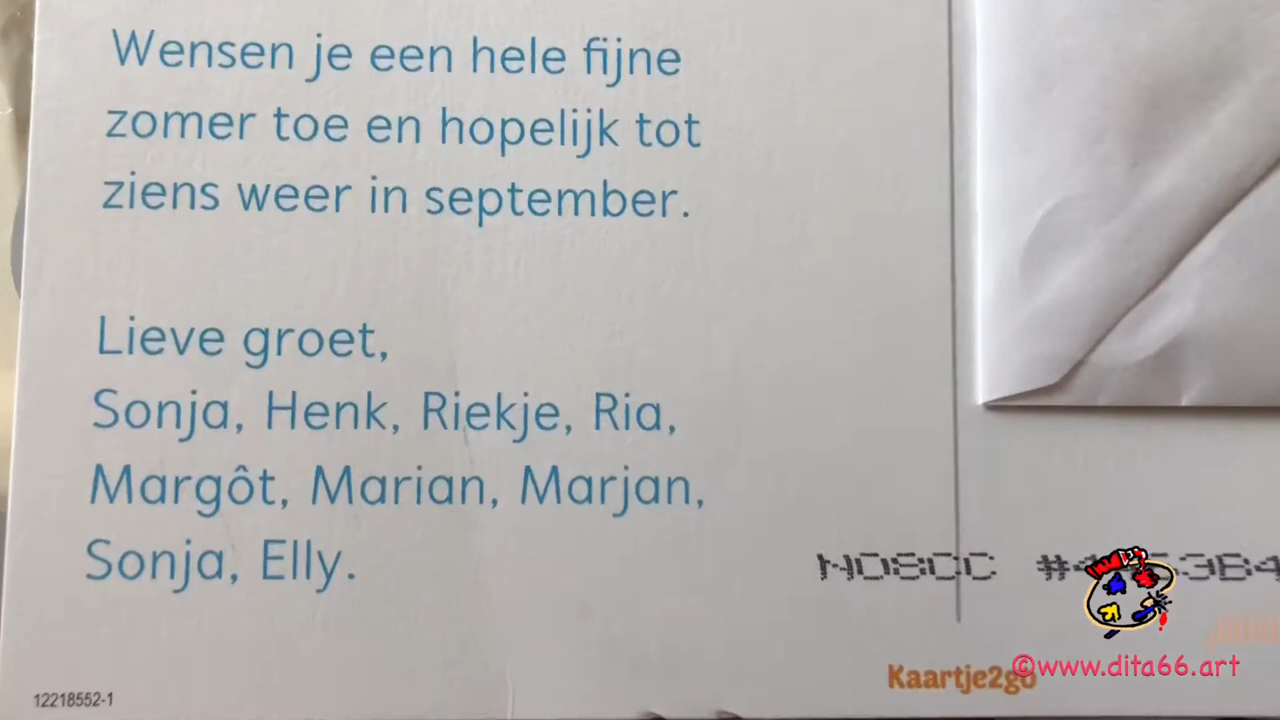 Wensen je een hele fijne
zomer toe en hopelijk tot
ziens weer in september.
Lieve groet,
Sonja, Henk, Riekje, Ria,
Margôt, Marian, Marjan,
Sonja, Elly.
Kaartje2go
©www.dita66.art
12218552-1